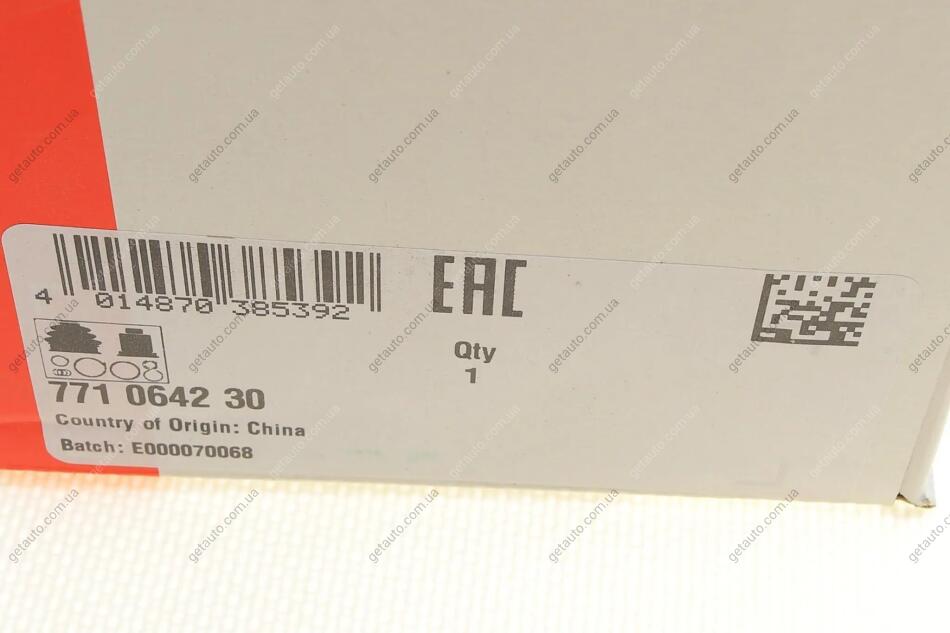 4 014870 385392
EAC
Qty
1
771 0642 30
Country of Origin: China
Batch: E000070068
getauto.com.ua